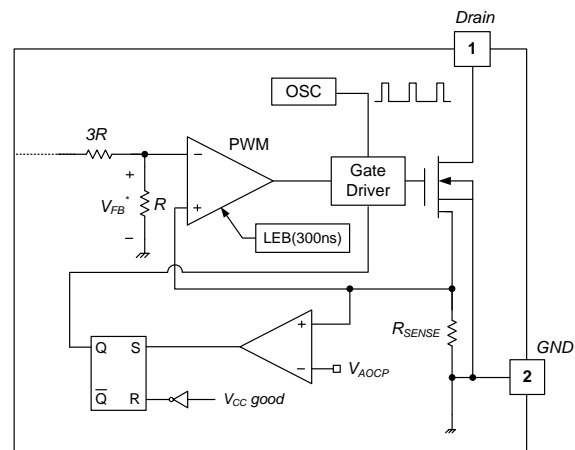 Drain
1
OSC
3R
PWM
−
+
Gate
Driver
+
V_FB*
R
−
LEB(300ns)
+
−
R_SENSE
GND
2
Q
S
V_AOCP
Q̅
R
V_CC good